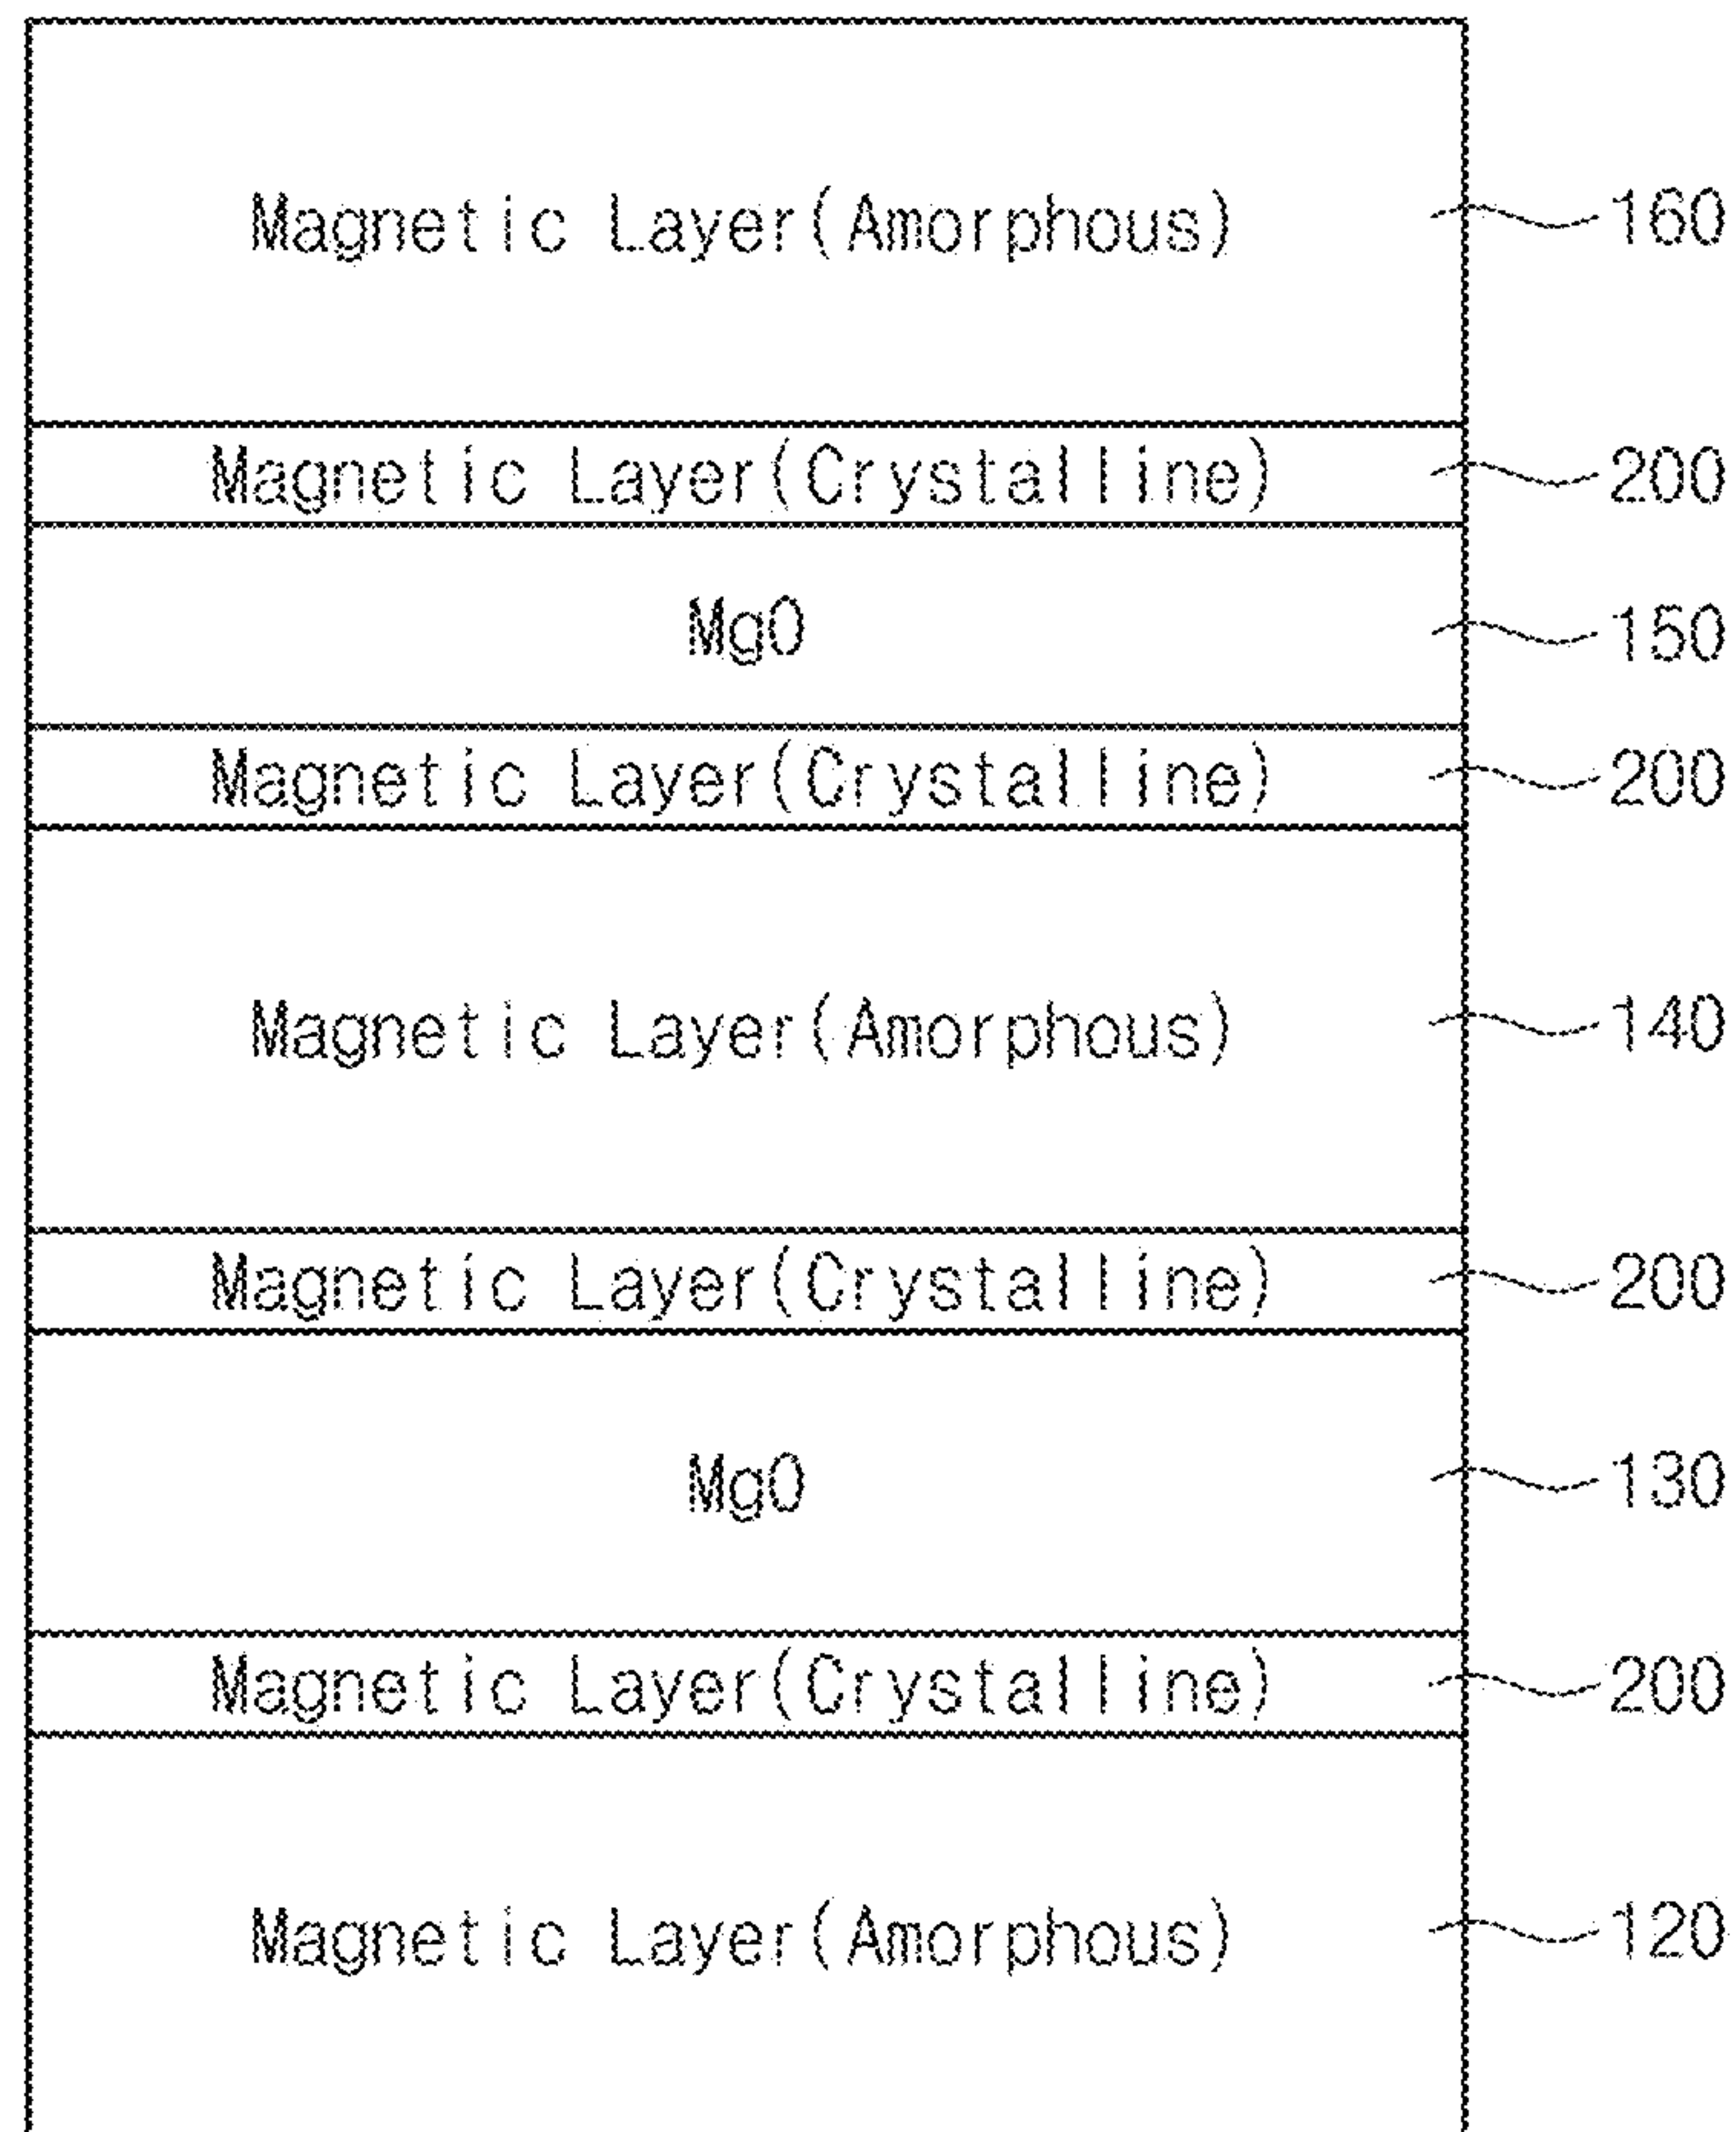 Magnetic Layer(Amorphous) 160
Magnetic Layer(Crystalline) 200
MgO 150
Magnetic Layer(Crystalline) 200
Magnetic Layer(Amorphous) 140
Magnetic Layer(Crystalline) 200
MgO 130
Magnetic Layer(Crystalline) 200
Magnetic Layer(Amorphous) 120